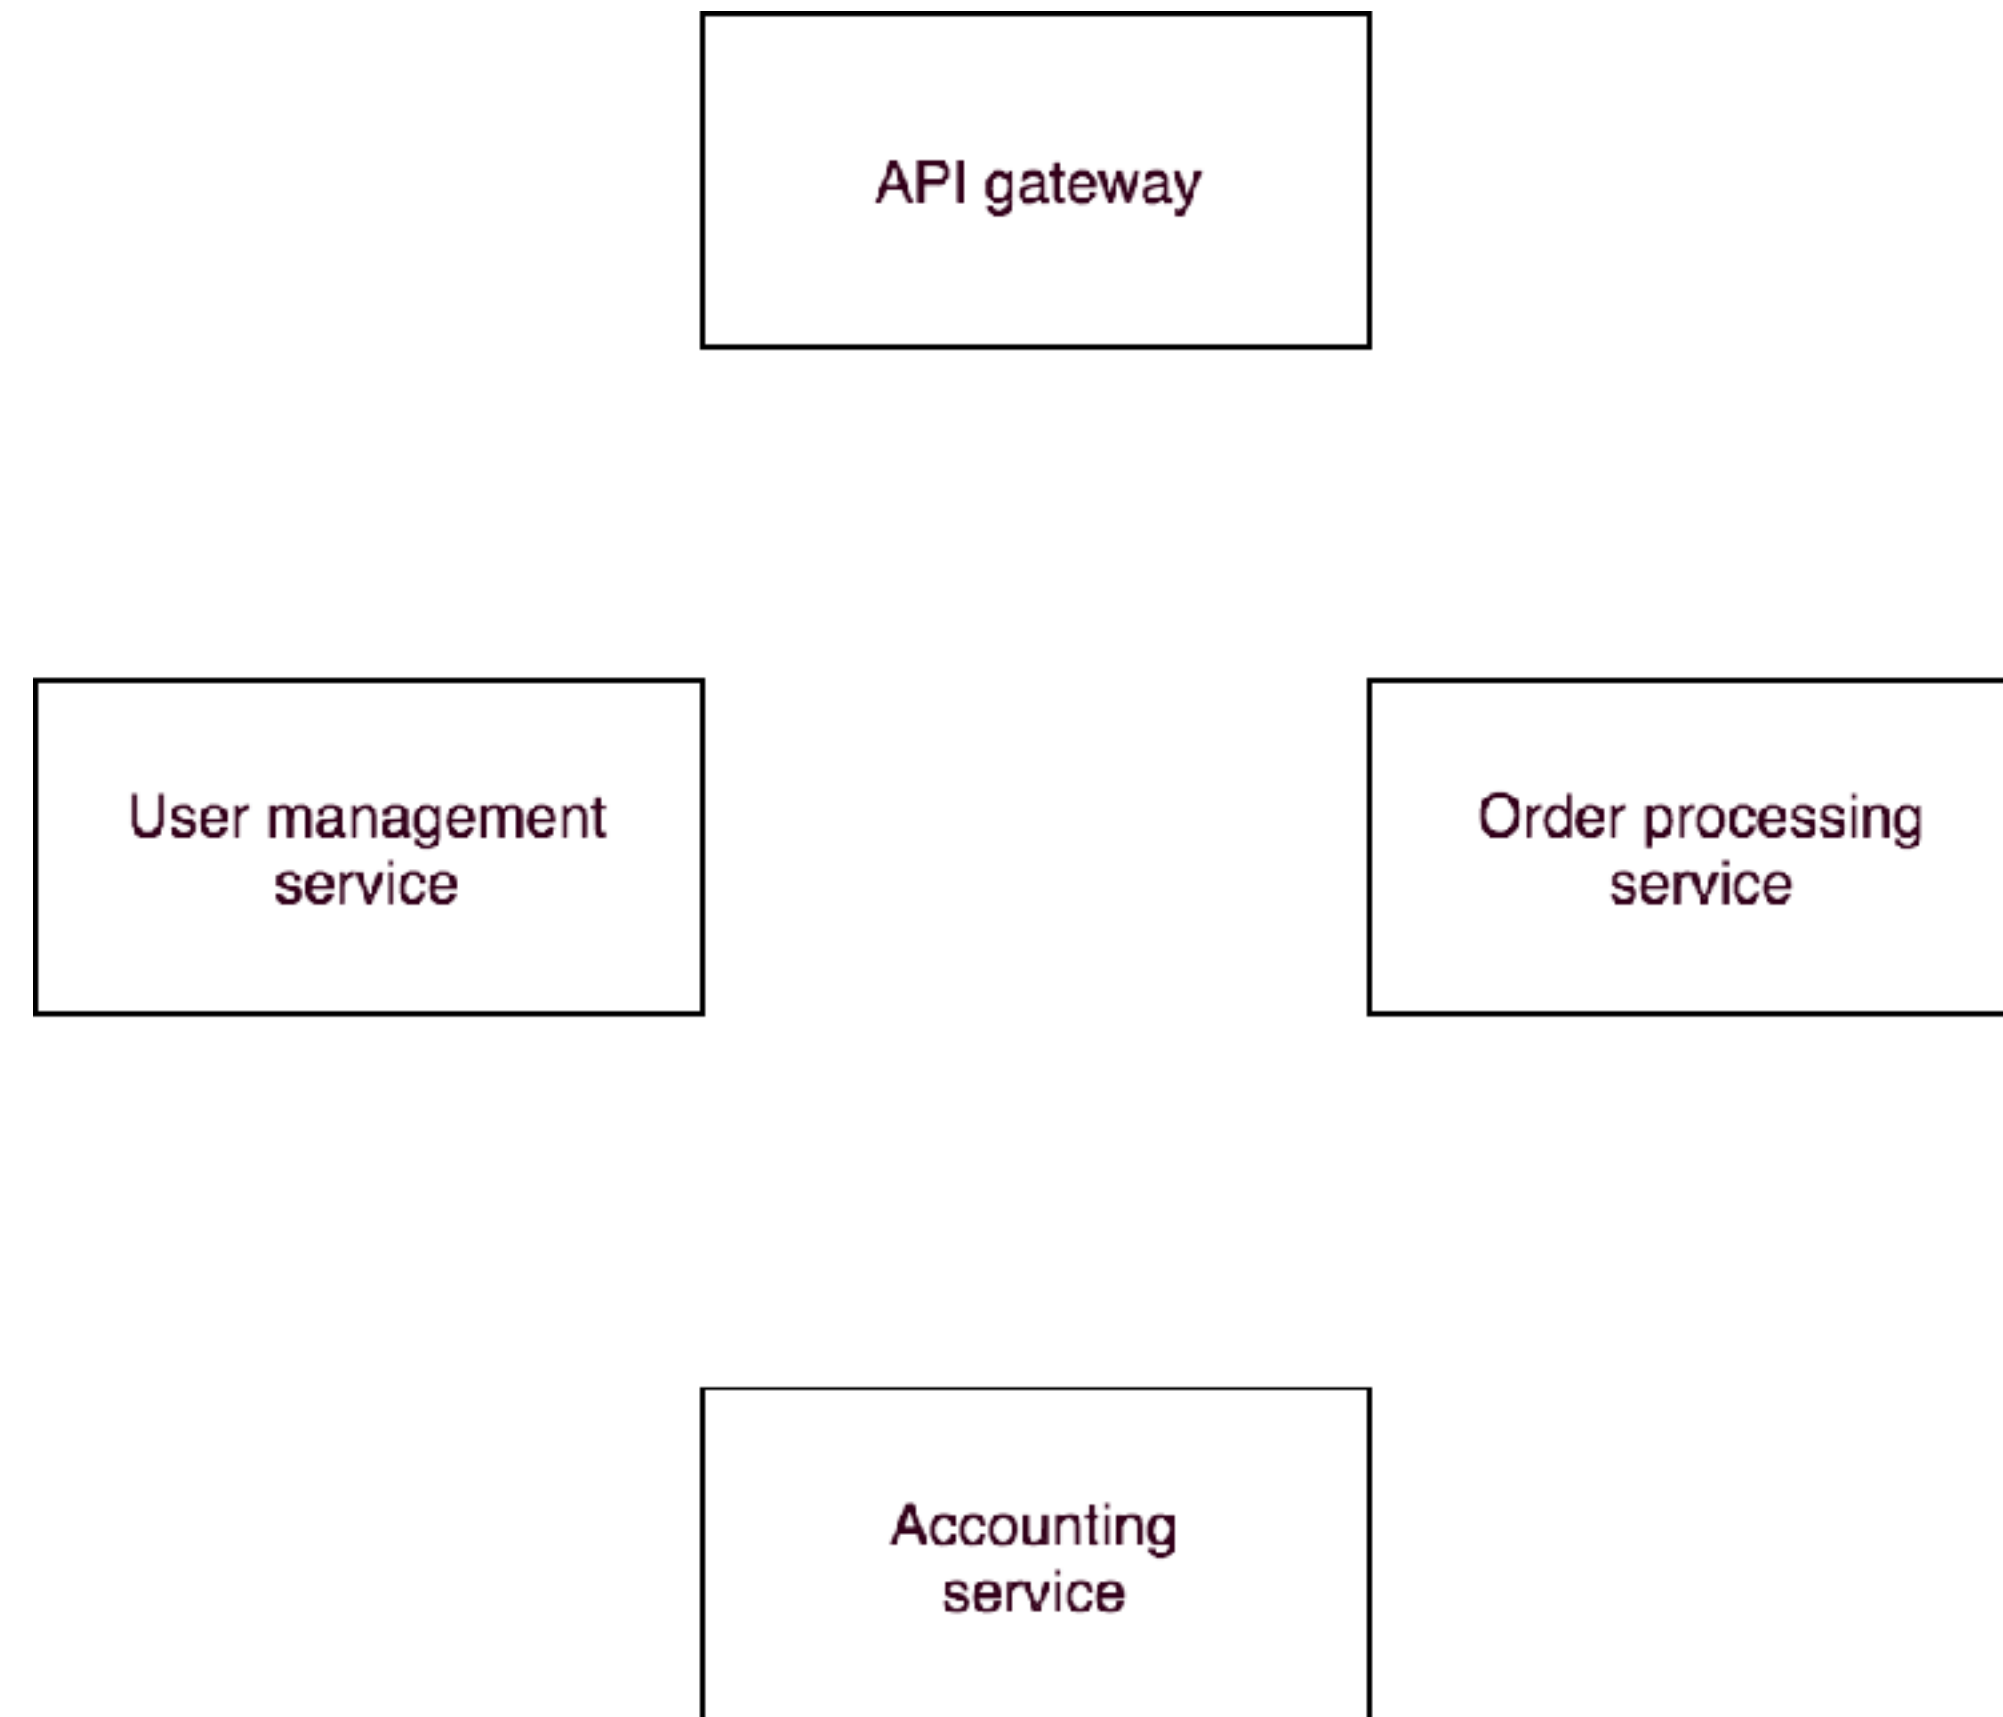 API gateway
User management
service
Order processing
service
Accounting
service